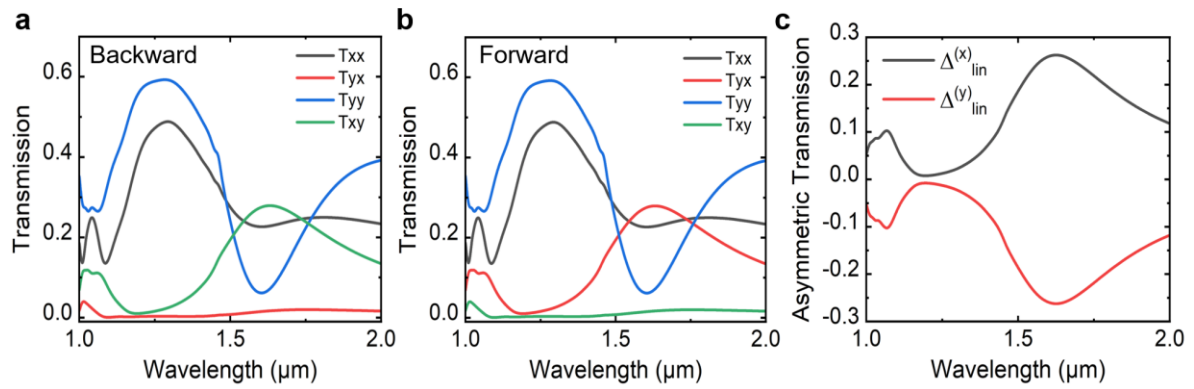 a
Backward
Txx
Tyx
Tyy
Txy
0.6
0.4
0.2
0.0
Transmission
1.0 1.5 2.0
Wavelength (μm)
b
Forward
Txx
Tyx
Tyy
Txy
0.6
0.4
0.2
0.0
Transmission
1.0 1.5 2.0
Wavelength (μm)
c
0.3
0.2
0.1
0.0
-0.1
-0.2
-0.3
Δ(x)lin
Δ(y)lin
Asymmetric Transmission
1.0 1.5 2.0
Wavelength (μm)